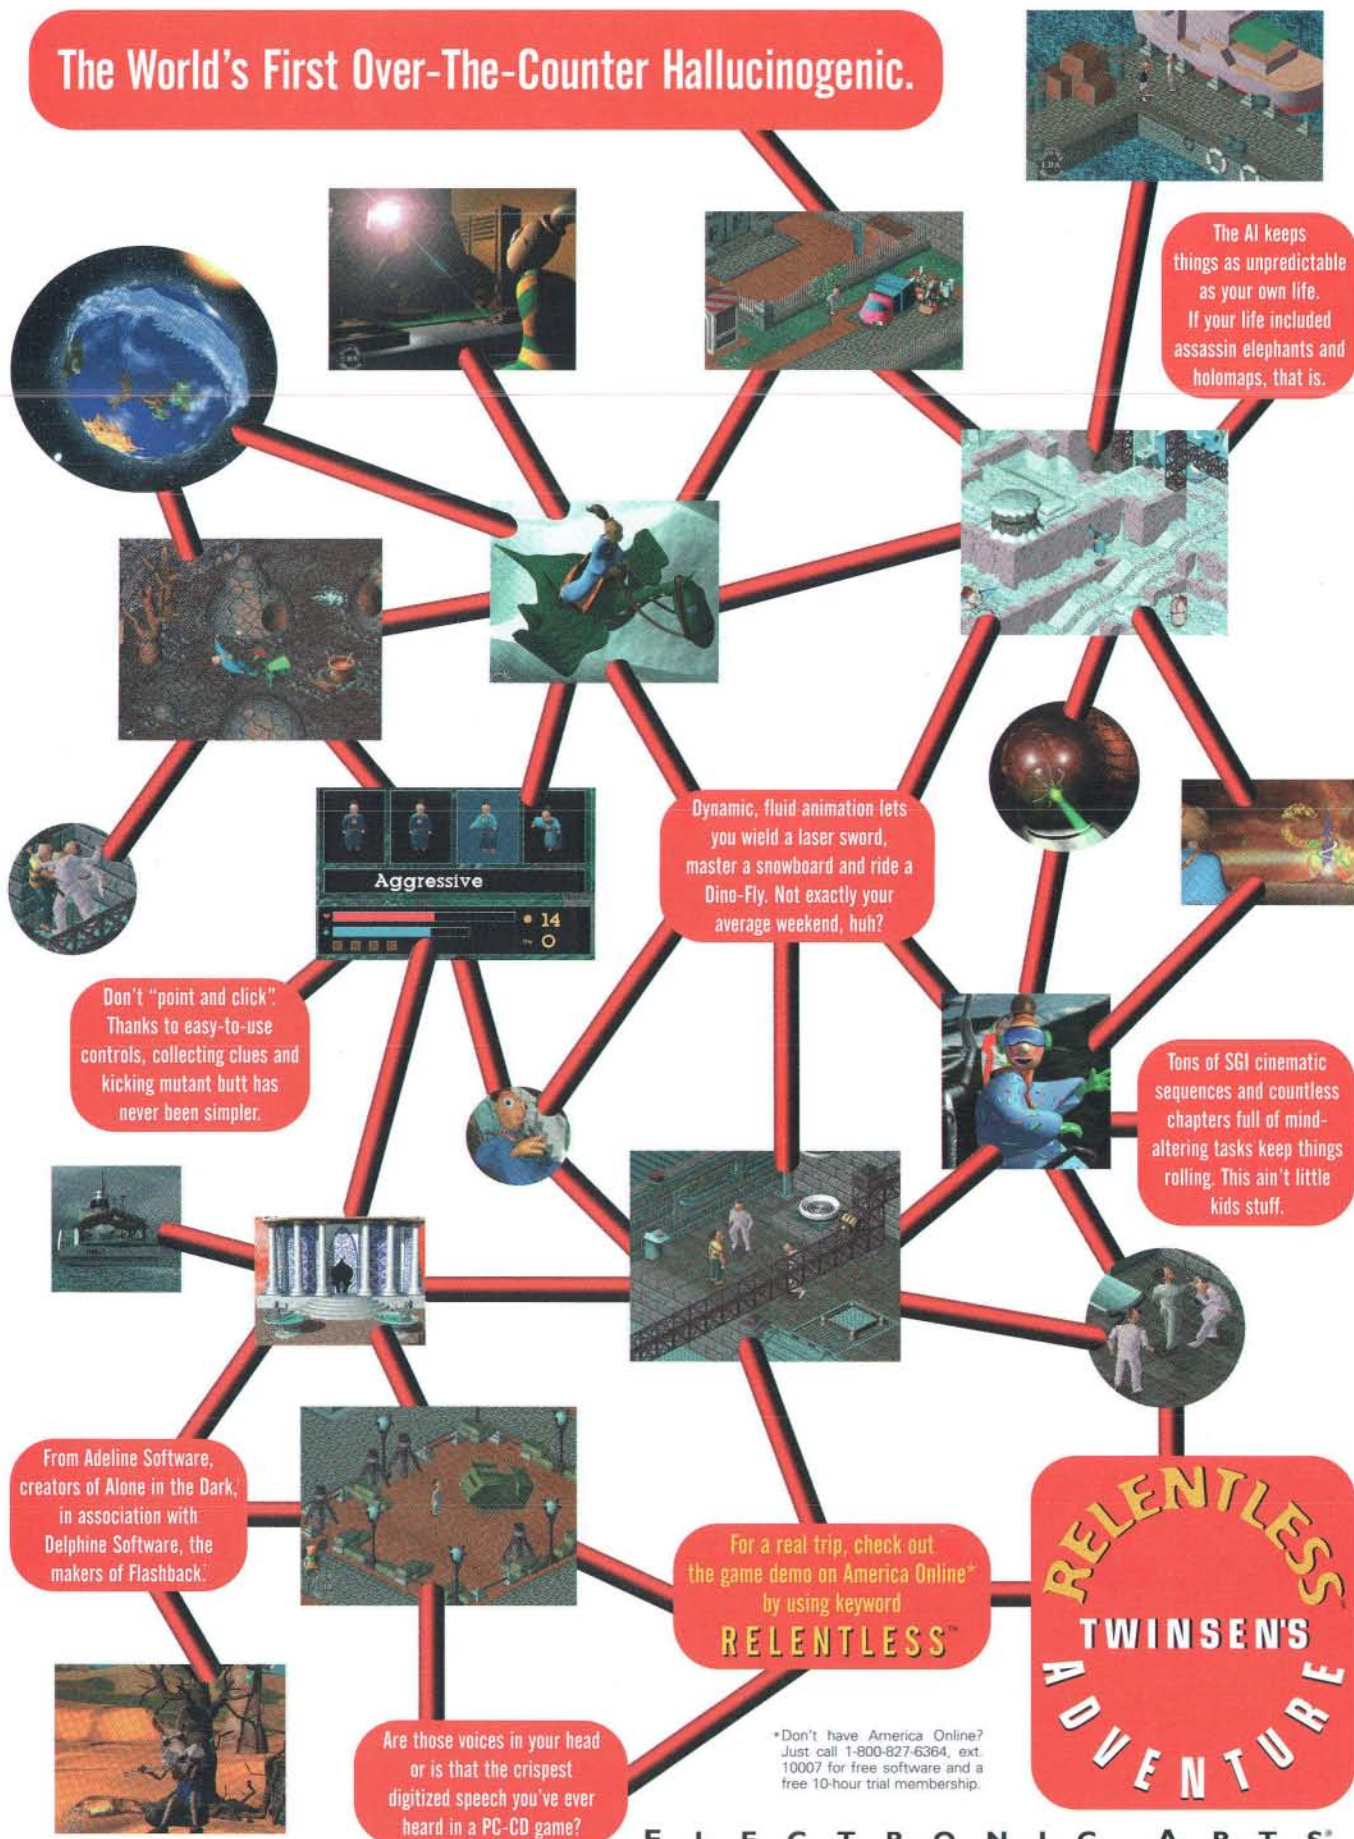 The World's First Over-The-Counter Hallucinogenic.
The AI keeps
things as unpredictable
as your own life.
If your life included
assassin elephants and
holomaps, that is.
Aggressive
14
Dynamic, fluid animation lets
you wield a laser sword,
master a snowboard and ride a
Dino-Fly. Not exactly your
average weekend, huh?
Don't "point and click".
Thanks to easy-to-use
controls, collecting clues and
kicking mutant butt has
never been simpler.
Tons of SGI cinematic
sequences and countless
chapters full of mind-
altering tasks keep things
rolling. This ain't little
kids stuff.
From Adeline Software,
creators of Alone in the Dark,
in association with
Delphine Software, the
makers of Flashback.
For a real trip, check out
the game demo on America Online*
by using keyword
RELENTLESS™
RELENTLESS™
TWINSEN'S
ADVENTURE
Are those voices in your head
or is that the crispest
digitized speech you've ever
heard in a PC-CD game?
*Don't have America Online?
Just call 1-800-827-6364, ext.
10007 for free software and a
free 10-hour trial membership.
ELECTRONIC ARTS®